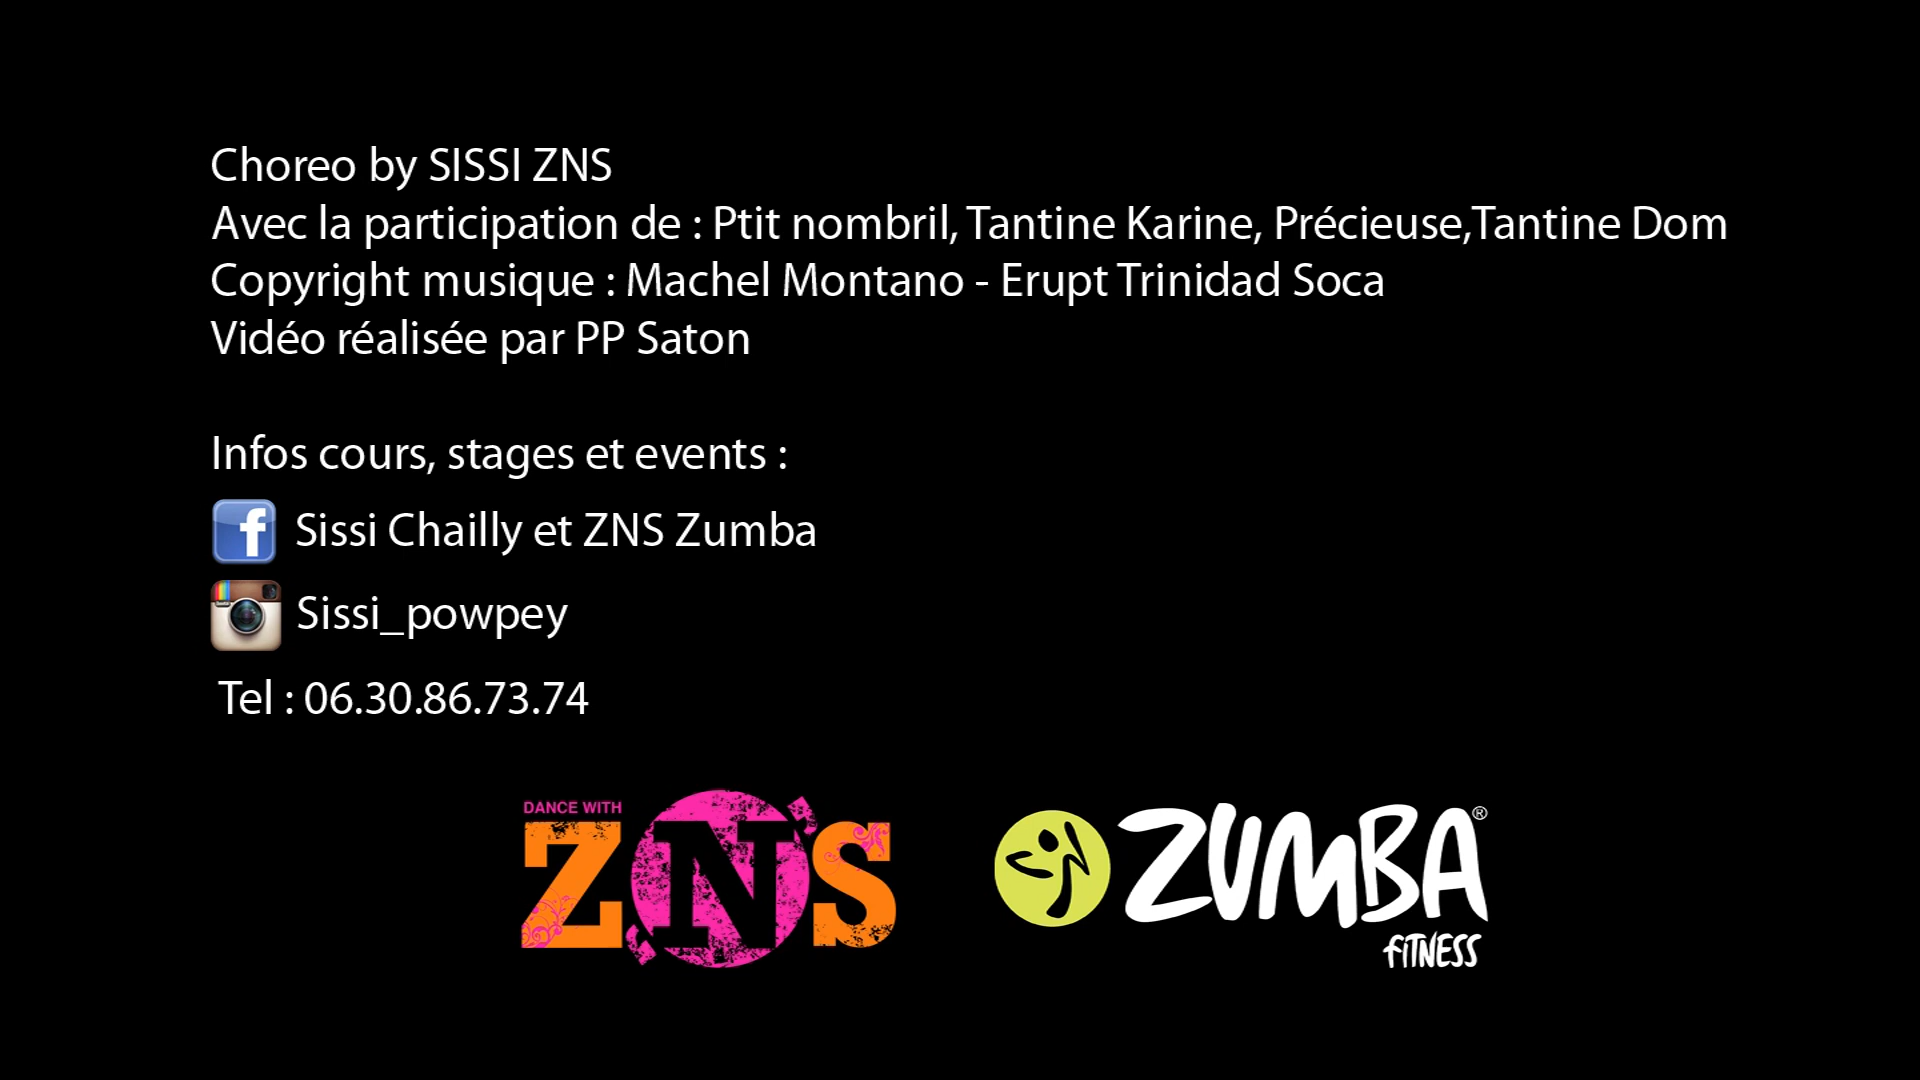 Choreo by SISSI ZNS
Avec la participation de : Ptit nombril, Tantine Karine, Précieuse,Tantine Dom
Copyright musique : Machel Montano - Erupt Trinidad Soca
Vidéo réalisée par PP Saton
Infos cours, stages et events :
f Sissi Chailly et ZNS Zumba
Sissi_powpey
Tel : 06.30.86.73.74
DANCE WITH
ZNS
ZUMBA®
FITNESS